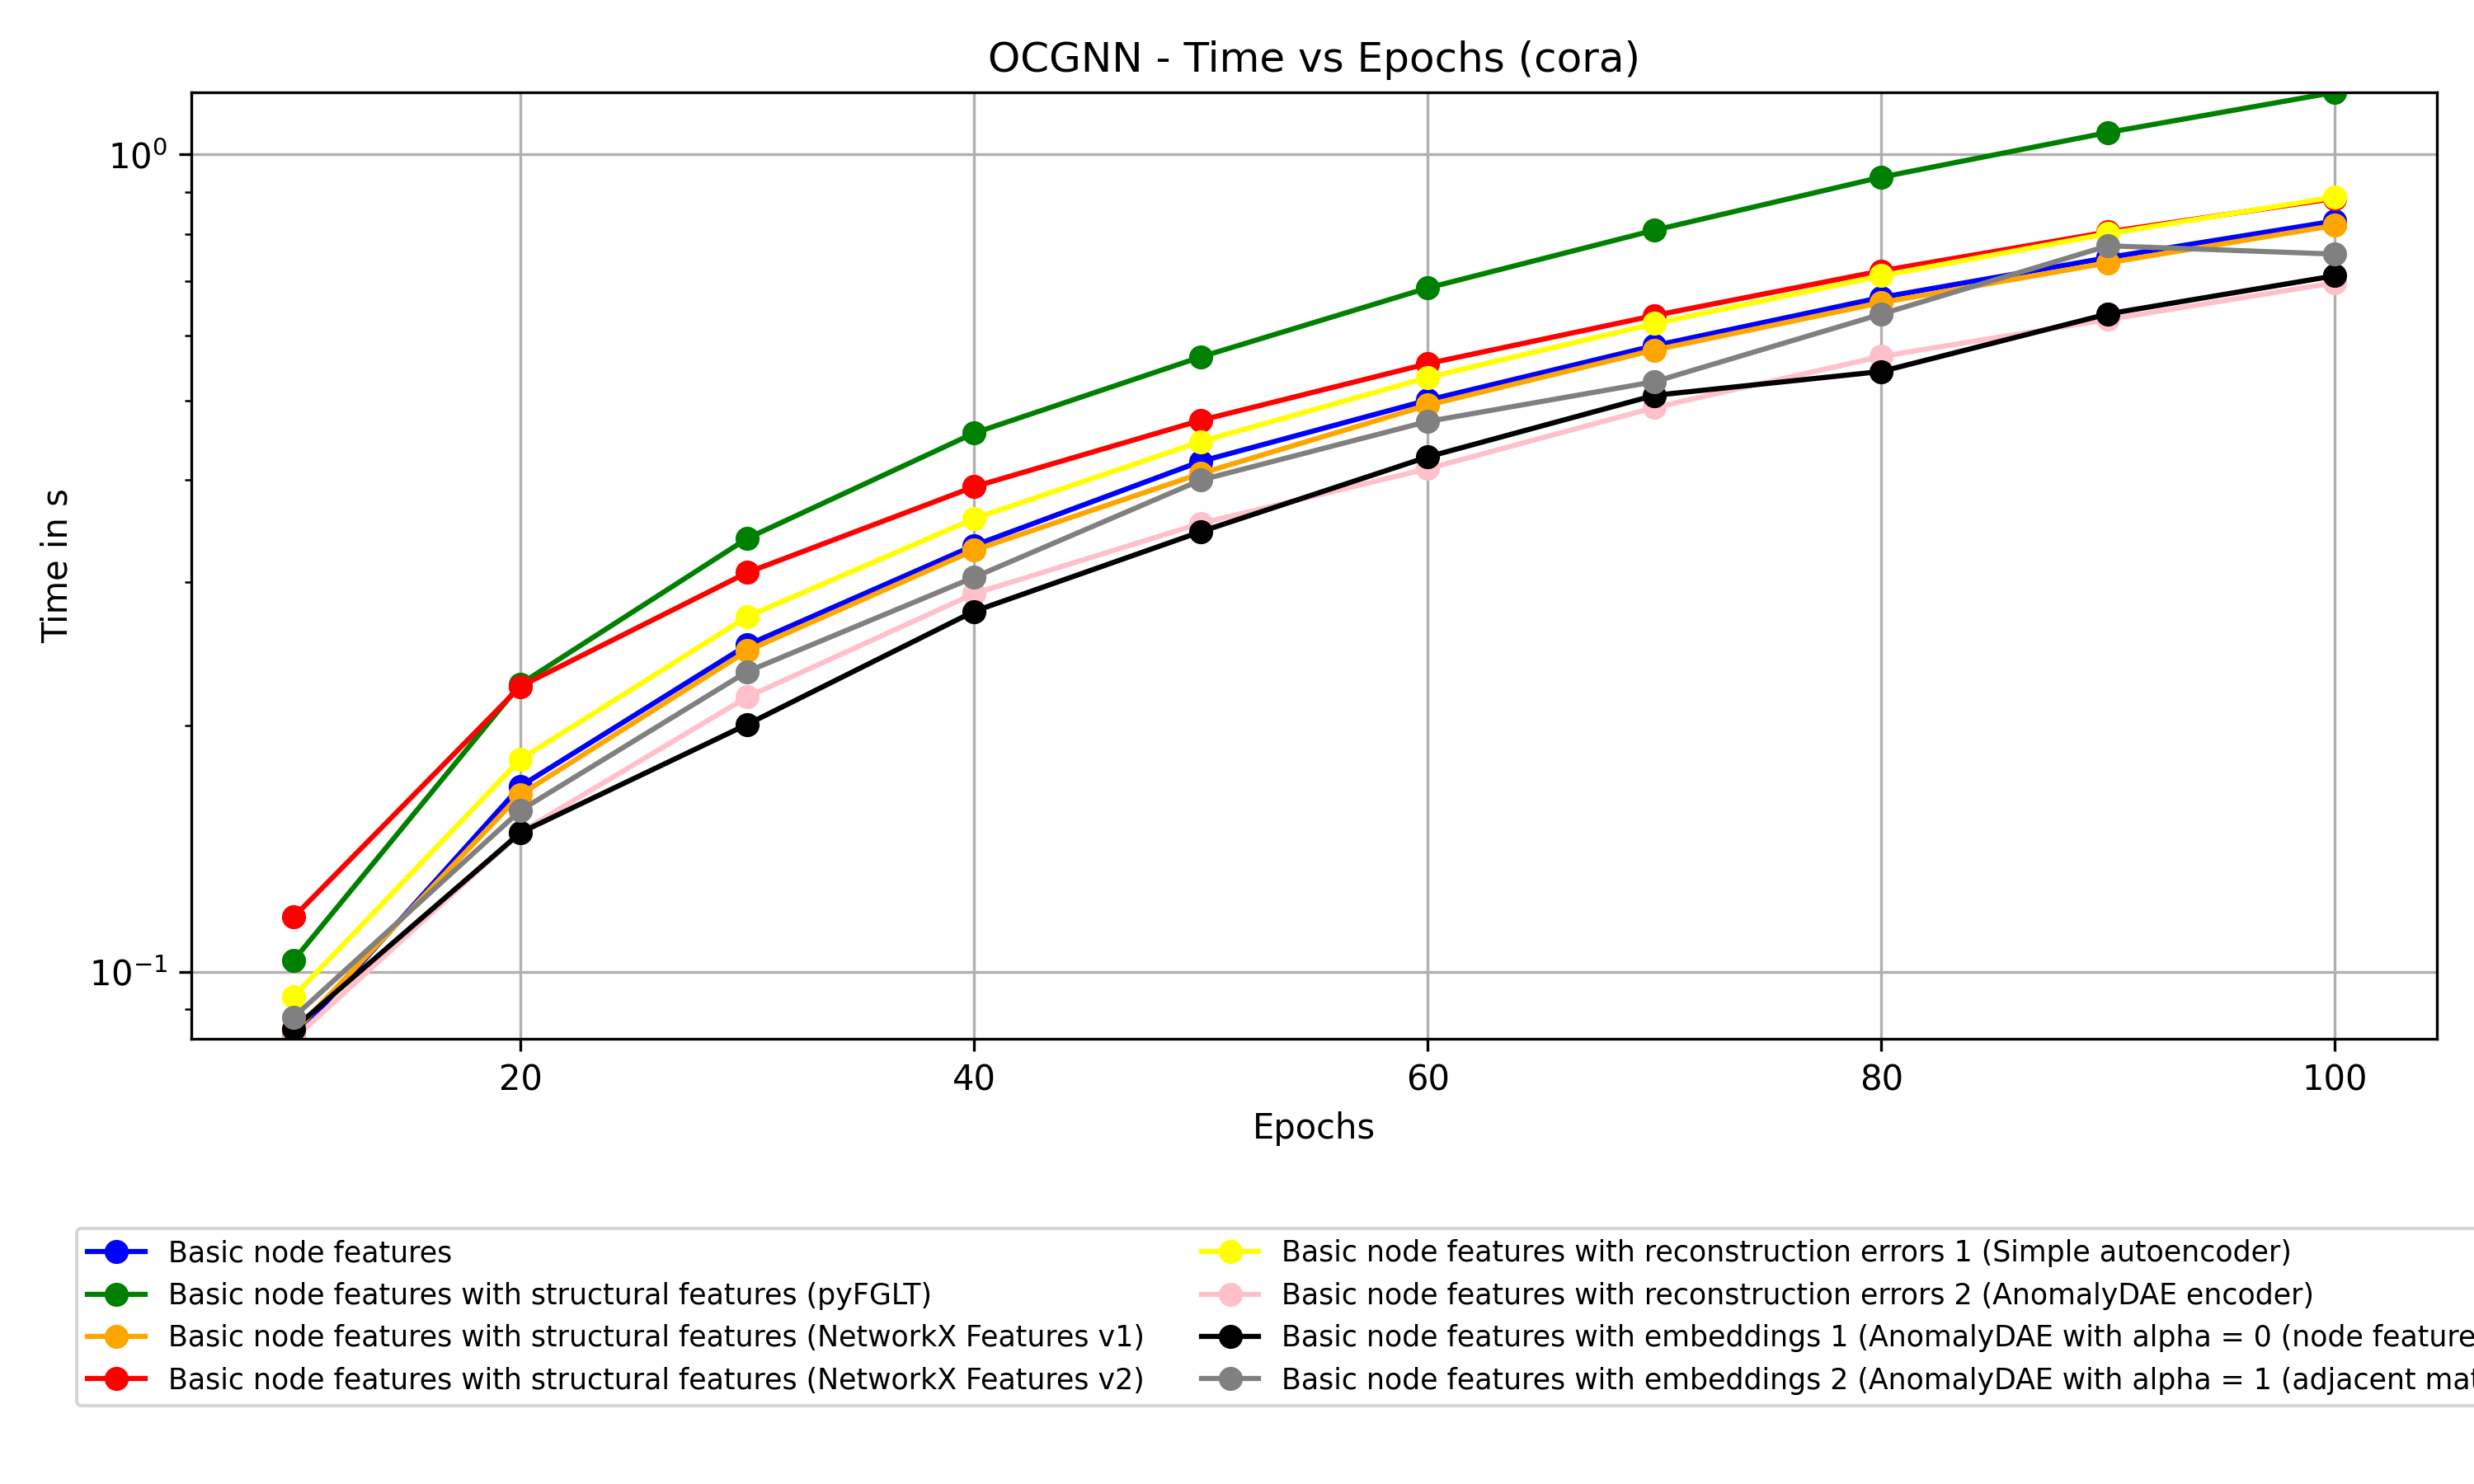 OCGNN - Time vs Epochs (cora)
10⁰
10⁻¹
Time in s
20 40 60 80 100
Epochs
Basic node features
Basic node features with structural features (pyFGLT)
Basic node features with structural features (NetworkX Features v1)
Basic node features with structural features (NetworkX Features v2)
Basic node features with reconstruction errors 1 (Simple autoencoder)
Basic node features with reconstruction errors 2 (AnomalyDAE encoder)
Basic node features with embeddings 1 (AnomalyDAE with alpha = 0 (node feature
Basic node features with embeddings 2 (AnomalyDAE with alpha = 1 (adjacent mat